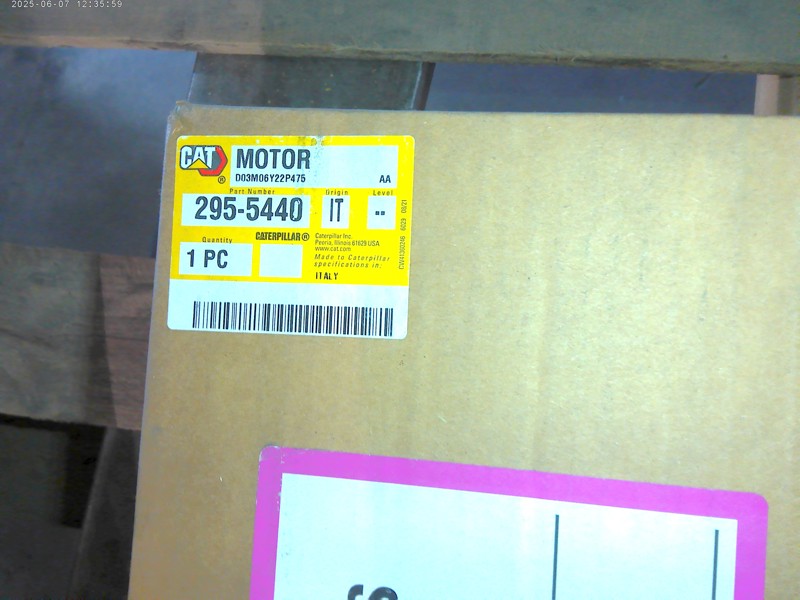 2025-06-07 12:35:59
CAT
®
MOTOR
D03M06Y22P475
AA
Part Number
Origin
Level
295-5440
IT
--
Quantity
CATERPILLAR®
1 PC
Caterpillar Inc.
Peoria, Illinois 61629 USA
www.cat.com
Made to Caterpillar
specifications in:
ITALY